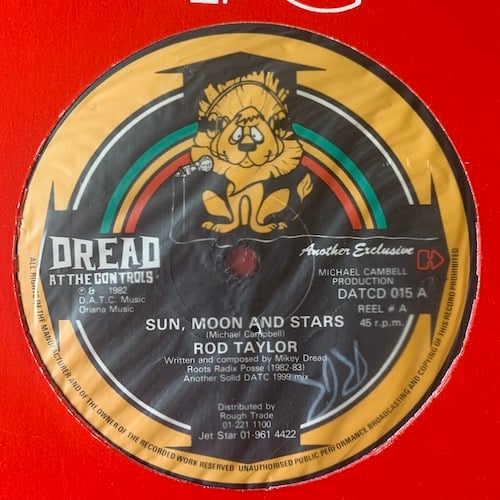 DREAD
AT THE CONTROLS
℗ & 1982
D.A.T.C. Music
Oriana Music
Another Exclusive
MICHAEL CAMBELL
PRODUCTION
DATCD 015 A
REEL # A
45 r.p.m.
SUN, MOON AND STARS
(Michael Campbell)
ROD TAYLOR
Written and composed by Mikey Dread
Roots Radix Posse (1982-83)
Another Solid DATC 1999 mix
Distributed by
Rough Trade
01-221 1100
Jet Star 01-961 4422
ALL RIGHTS OF THE MANUFACTURER AND OF THE OWNER OF THE RECORDED WORK RESERVED UNAUTHORISED PUBLIC PERFORMANCE BROADCASTING AND COPYING OF THIS RECORD PROHIBITED